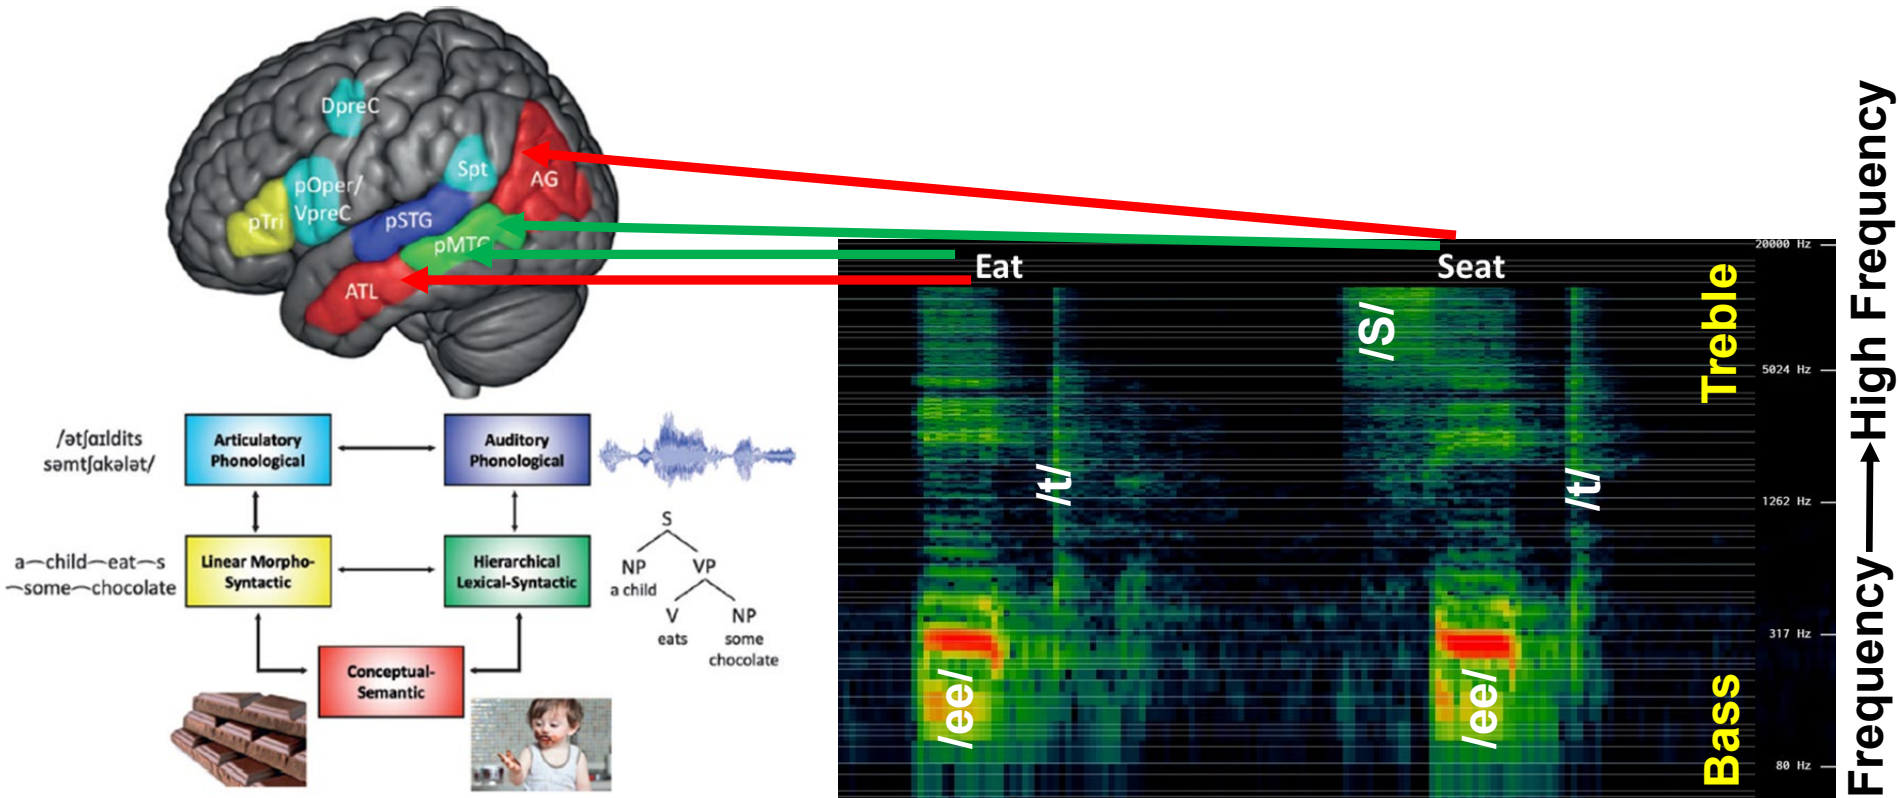 DpreC
pOper/
VpreC
pTri
Spt
AG
pSTG
pMTG
ATL
Articulatory
Phonological
Auditory
Phonological
/ətʃaɪldits
səmtʃɑkələt/
Linear Morpho-
Syntactic
Hierarchical
Lexical-Syntactic
a⁀child⁀eat⁀s
⁀some⁀chocolate
S
NP
VP
a child
V
NP
eats
some
chocolate
Conceptual-
Semantic
Eat
Seat
/S/
/t/
/t/
/ee/
/ee/
20000 Hz
5024 Hz
1262 Hz
317 Hz
80 Hz
Treble
Bass
Frequency
High Frequency